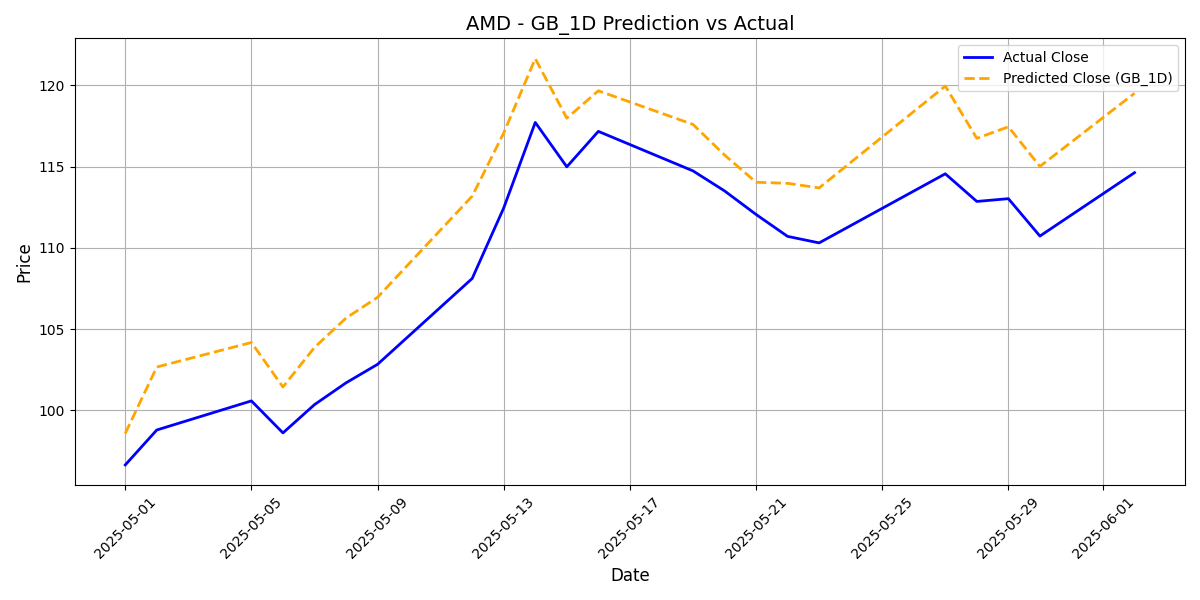 AMD - GB_1D Prediction vs Actual
Actual Close
Predicted Close (GB_1D)
Price
120
115
110
105
100
2025-05-01
2025-05-05
2025-05-09
2025-05-13
2025-05-17
2025-05-21
2025-05-25
2025-05-29
2025-06-01
Date